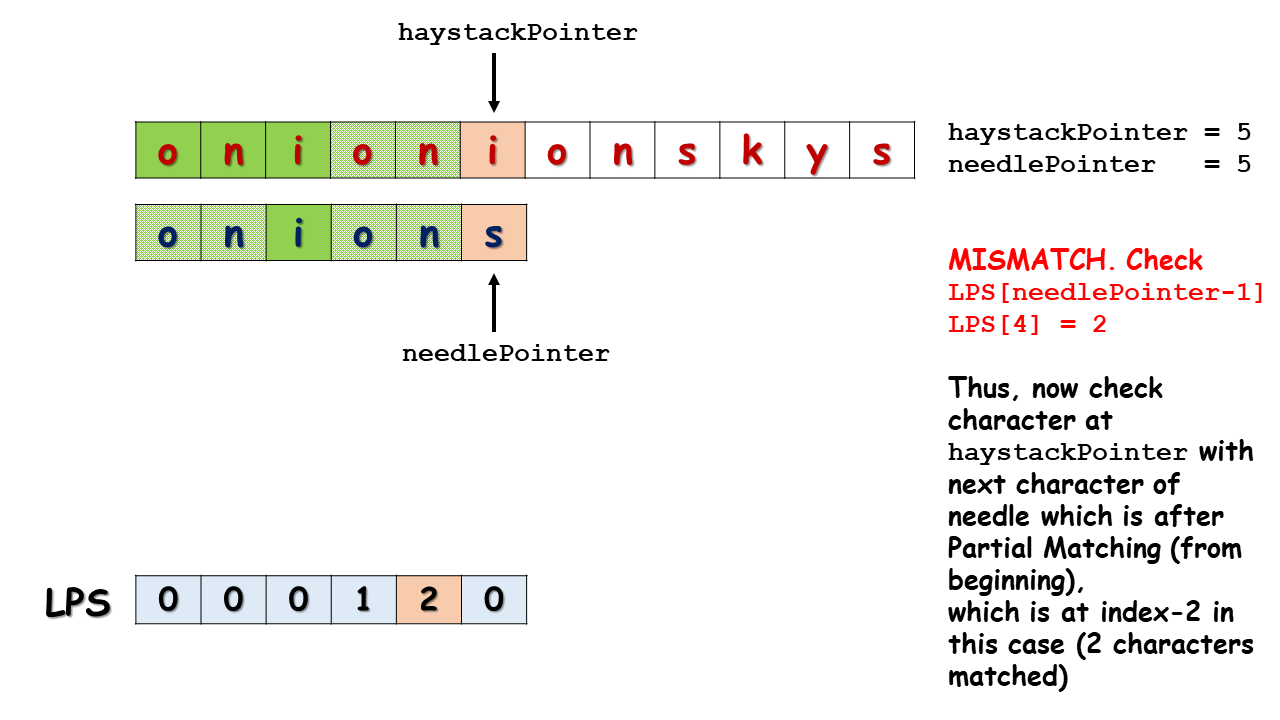 haystackPointer
o n i o n i o n s k y s
haystackPointer = 5
needlePointer = 5
o n i o n s
MISMATCH. Check
LPS[needlePointer-1]
LPS[4] = 2
needlePointer
Thus, now check
character at
haystackPointer with
next character of
needle which is after
Partial Matching (from
beginning),
which is at index-2 in
this case (2 characters
matched)
LPS 0 0 0 1 2 0